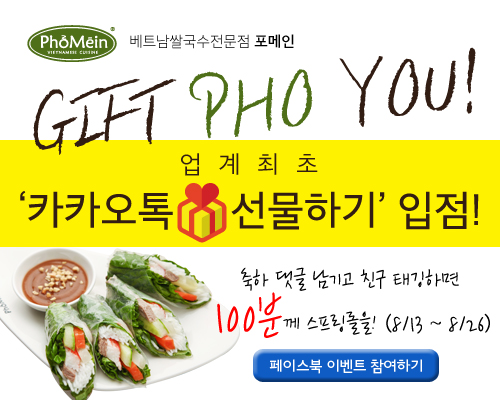 PhỏMein®
VIETNAMESE CUISINE
베트남쌀국수전문점 포메인
GIFT PHO YOU!
업계최초
‘카카오톡 선물하기’ 입점!
축하 댓글 남기고 친구 태깅하면
100분께 스프링롤을! (8/13 ~ 8/26)
페이스북 이벤트 참여하기